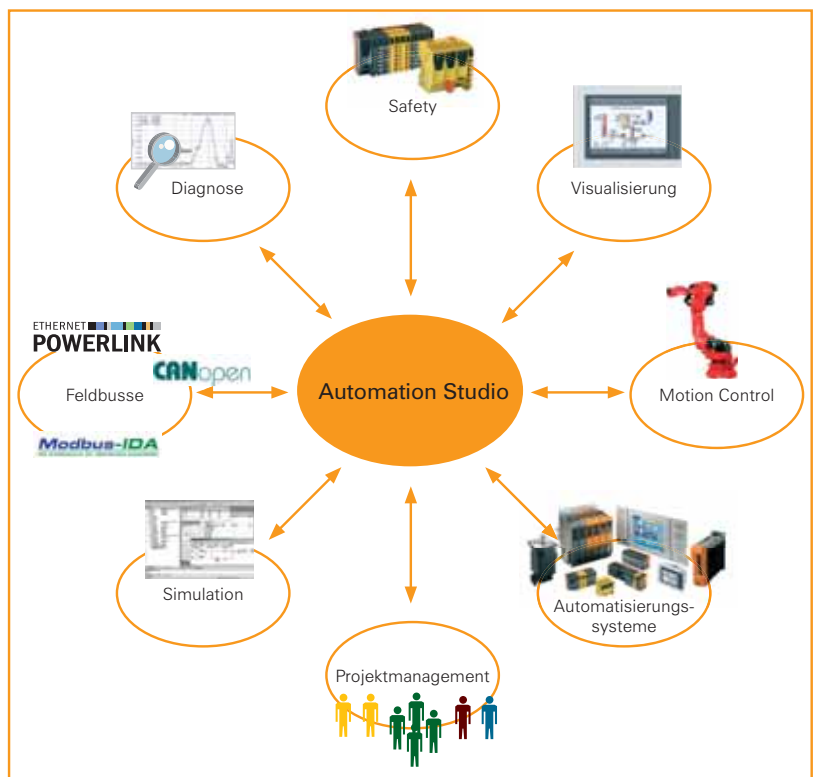 Safety
Diagnose
Visualisierung
ETHERNET
POWERLINK
CANopen
Feldbusse
Modbus-IDA
Automation Studio
Motion Control
Simulation
Automatisierungs-
systeme
Projektmanagement